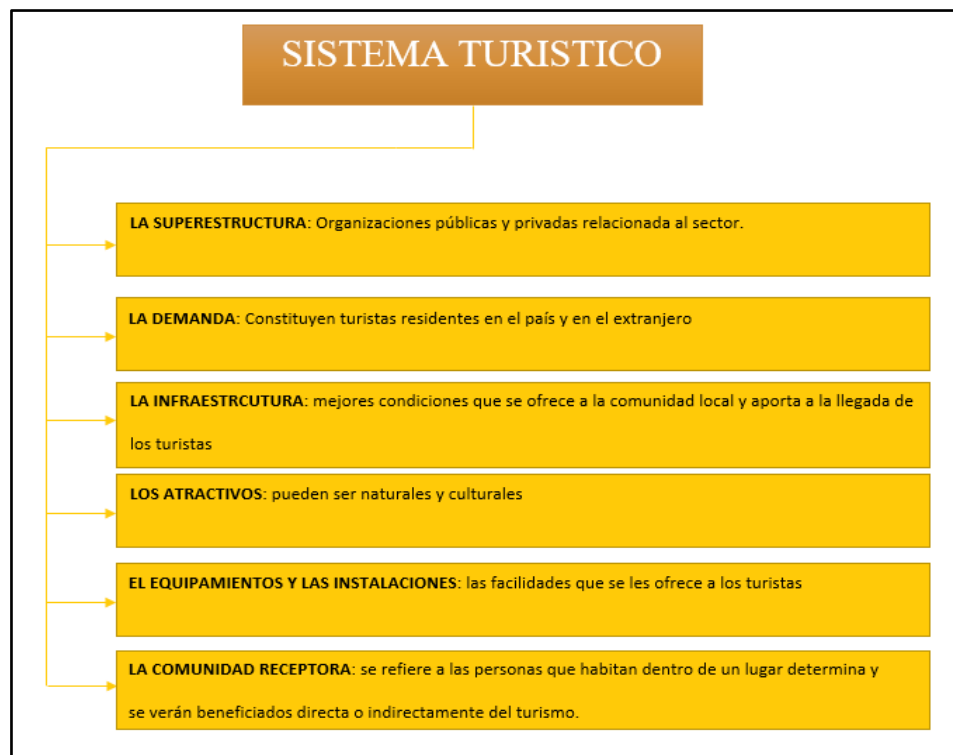 SISTEMA TURISTICO
LA SUPERESTRUCTURA: Organizaciones públicas y privadas relacionada al sector.
LA DEMANDA: Constituyen turistas residentes en el país y en el extranjero
LA INFRAESTRCUTURA: mejores condiciones que se ofrece a la comunidad local y aporta a la llegada de
los turistas
LOS ATRACTIVOS: pueden ser naturales y culturales
EL EQUIPAMIENTOS Y LAS INSTALACIONES: las facilidades que se les ofrece a los turistas
LA COMUNIDAD RECEPTORA: se refiere a las personas que habitan dentro de un lugar determina y
se verán beneficiados directa o indirectamente del turismo.